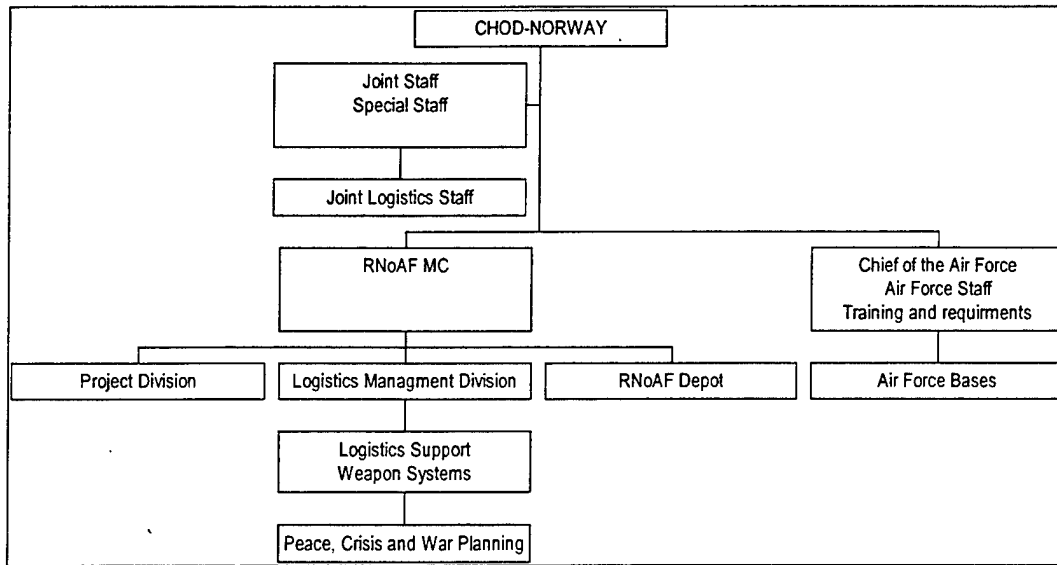 CHOD-NORWAY
Joint Staff
Special Staff
Joint Logistics Staff
RNoAF MC
Chief of the Air Force
Air Force Staff
Training and requirments
Project Division
Logistics Managment Division
RNoAF Depot
Air Force Bases
Logistics Support
Weapon Systems
Peace, Crisis and War Planning